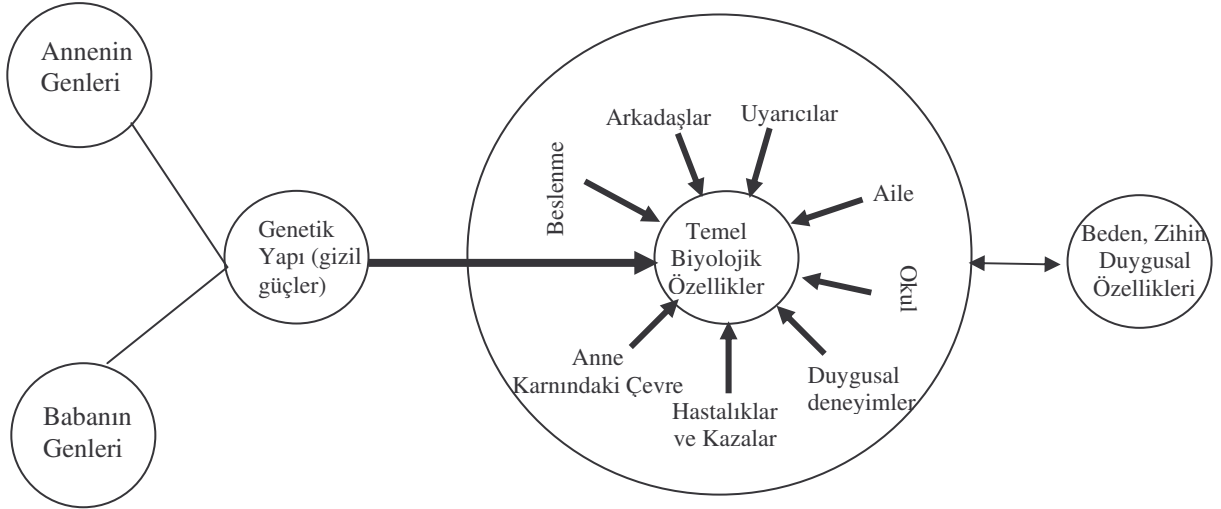 Annenin
Genleri
Babanın
Genleri
Genetik
Yapı (gizil
güçler)
Beslenme
Arkadaşlar
Uyarıcılar
Aile
Okul
Duygusal
deneyimler
Hastalıklar
ve Kazalar
Anne
Karnındaki Çevre
Temel
Biyolojik
Özellikler
Beden, Zihin
Duygusal
Özellikleri